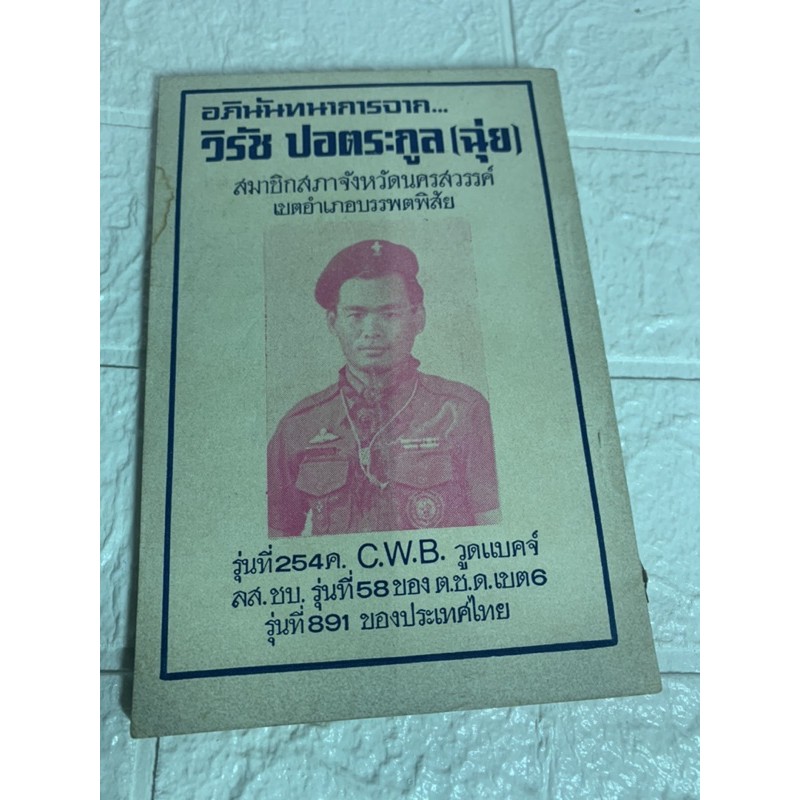 อภินันทนาการจาก...
วิรัช ปอตระกูล (ฉุ่ย)
สมาชิกสภาจังหวัดนครสวรรค์
เขตอำเภอบรรพตพิสัย
รุ่นที่ 254 ค. C.W.B. วูดแบคจ์
ลส. ชบ. รุ่นที่ 58 ของ ต.ช.ด. เขต 6
รุ่นที่ 891 ของประเทศไทย